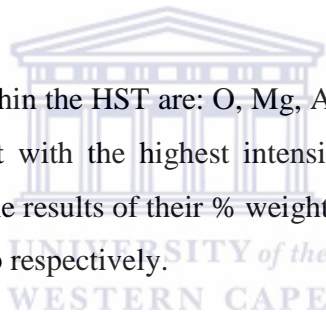 thin the HST are: O, Mg, A
t with the highest intensi
e results of their % weight
respectively.
UNIVERSITY of the
WESTERN CAPE